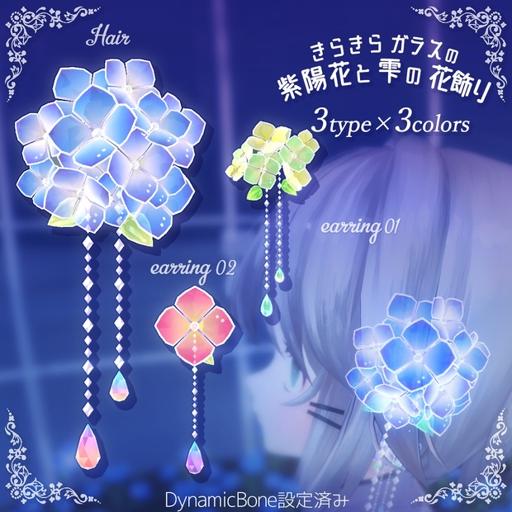 Hair
きらきら ガラスの
紫陽花と雫の花飾り
3type×3colors
earring 01
earring 02
DynamicBone設定済み